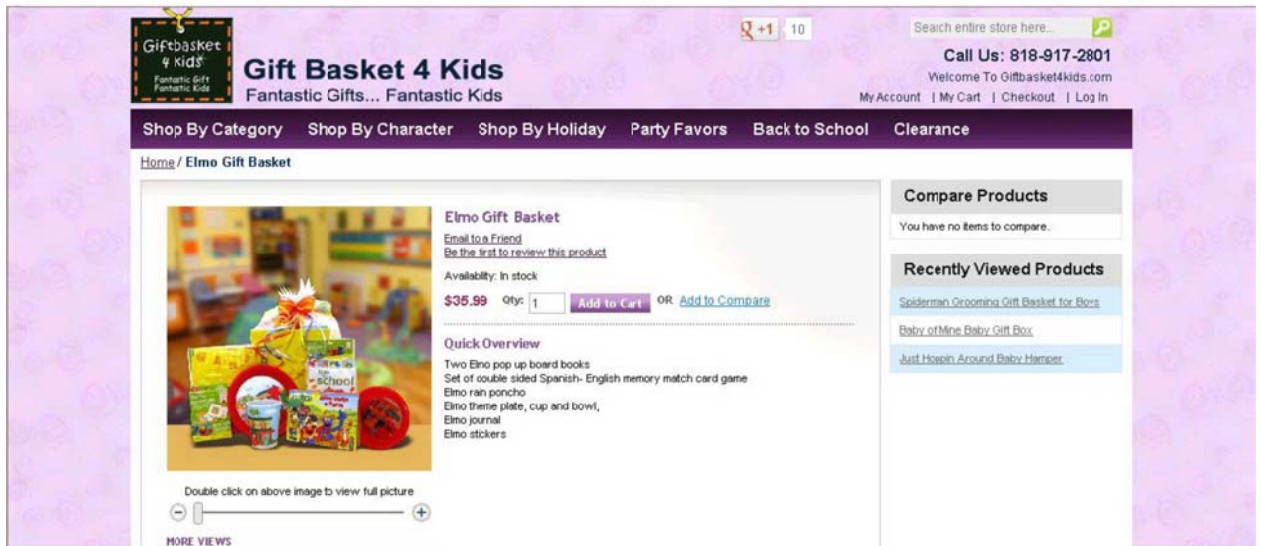 Giftbasket
4 Kids
Fantastic Gift
Fantastic Kids
Gift Basket 4 Kids
Fantastic Gifts... Fantastic Kids
+1 10
Search entire store here...
Call Us: 818-917-2801
Welcome To Giftbasket4kids.com
My Account | My Cart | Checkout | Log In
Shop By Category Shop By Character Shop By Holiday Party Favors Back to School Clearance
Home / Elmo Gift Basket
Elmo Gift Basket
Email to a Friend
Be the first to review this product
Availablity: In stock
$35.99 Qty: 1 Add to Cart OR Add to Compare
Quick Overview
Two Elmo pop up board books
Set of double sided Spanish- English memory match card game
Elmo rain poncho
Elmo theme plate, cup and bowl,
Elmo journal
Elmo stickers
school
Double click on above image to view full picture
MORE VIEWS
Compare Products
You have no items to compare.
Recently Viewed Products
Spiderman Grooming Gift Basket for Boys
Baby of Mine Baby Gift Box
Just Hoppin Around Baby Hamper